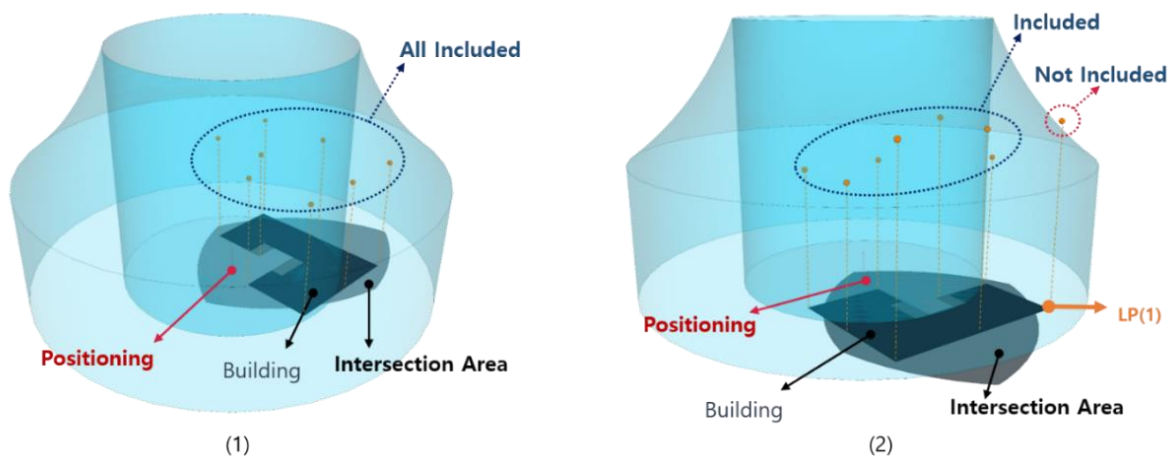 All Included
Positioning
Building
Intersection Area
(1)
Included
Not Included
LP(1)
Positioning
Building
Intersection Area
(2)